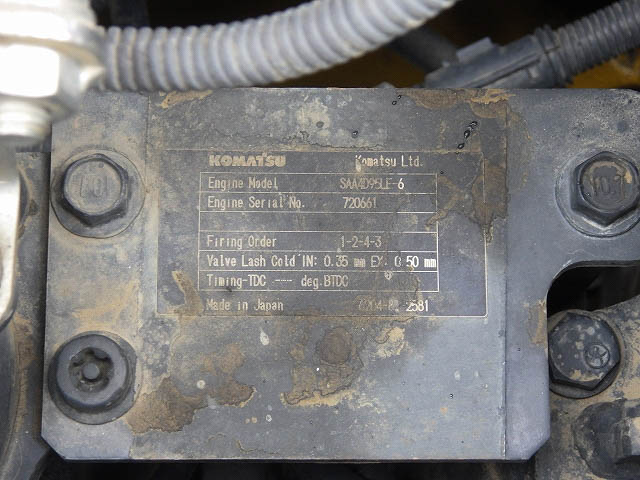 KOMATSU Komatsu Ltd.
Engine Model SAA4D95LE-6
Engine Serial No. 720661
Firing Order 1-2-4-3
Valve Lash Cold IN: 0.35 mm EX: 0.50 mm
Timing-TDC --- deg.BTDC
Made in Japan 2581